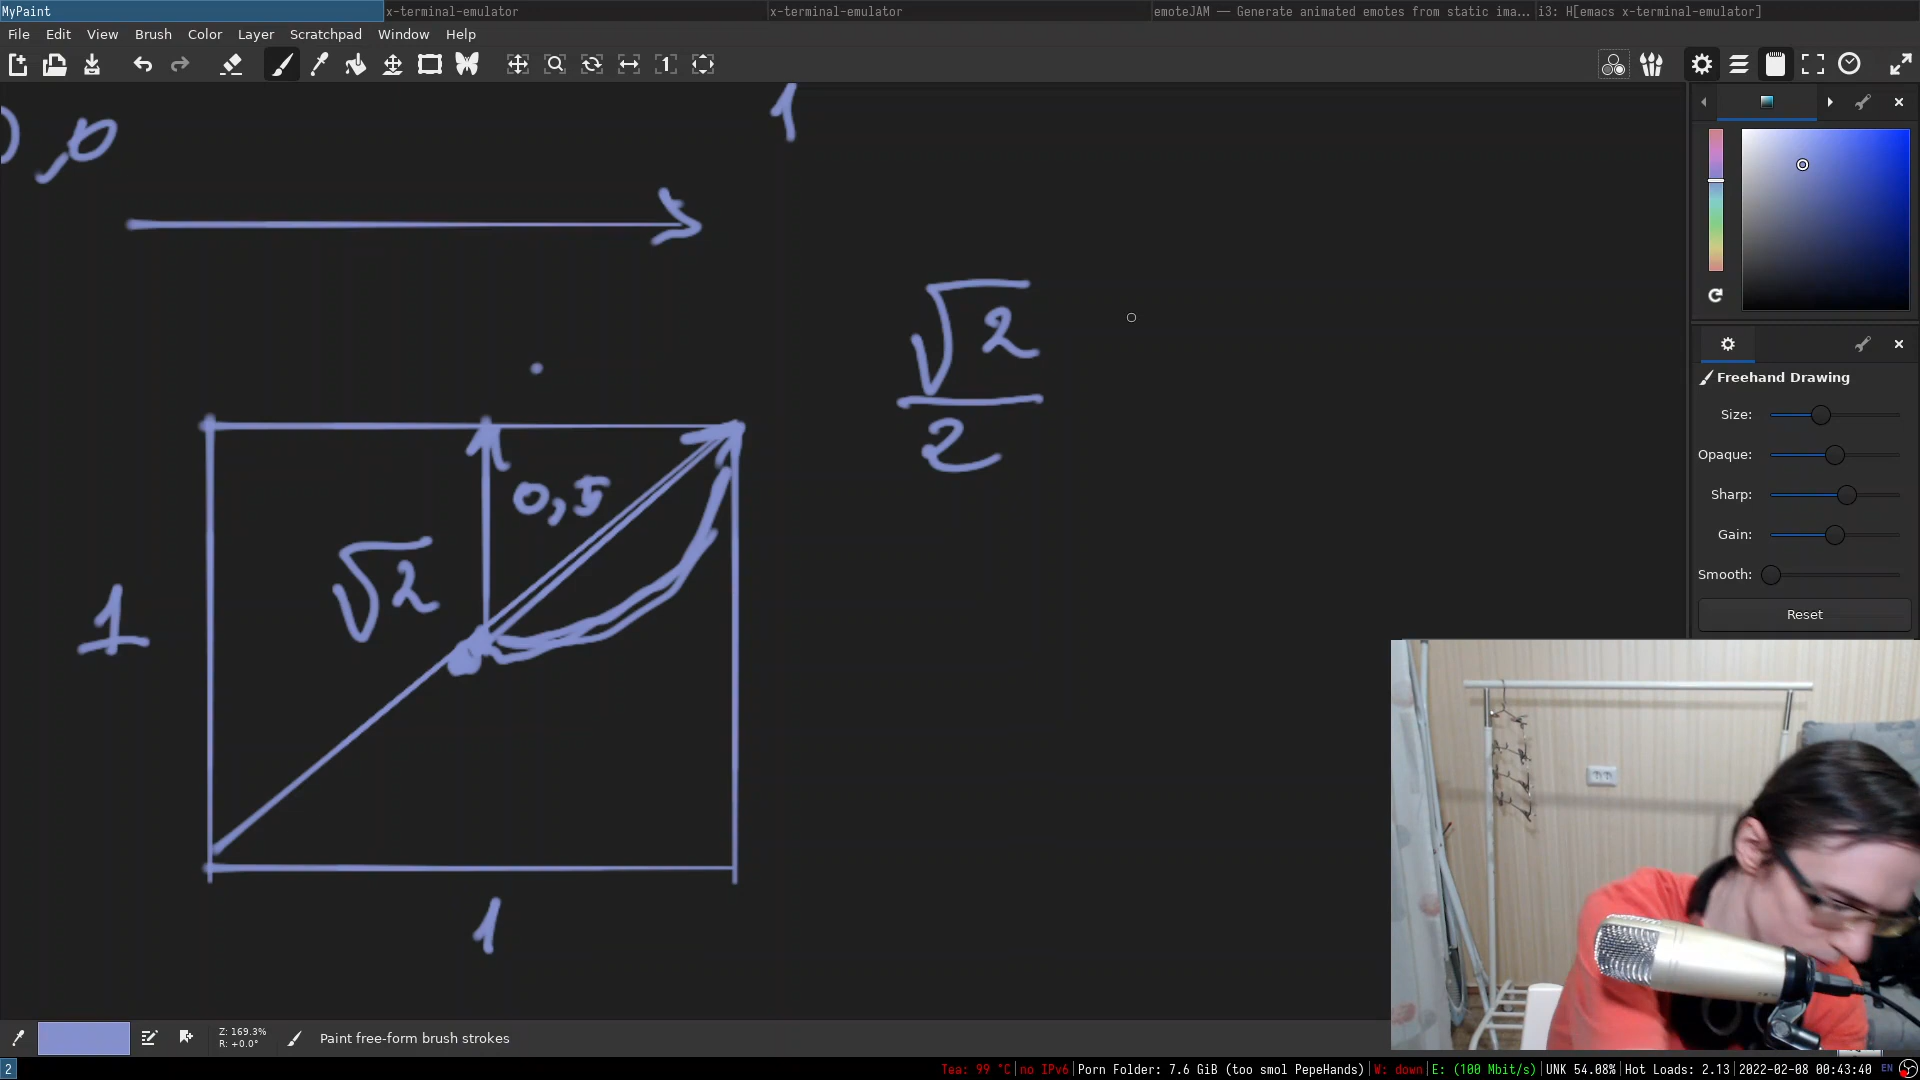 MyPaint x-terminal-emulator x-terminal-emulator emoteJAM — Generate animated emotes from static ima... i3: H[emacs x-terminal-emulator]
File Edit View Brush Color Layer Scratchpad Window Help
,0
1
√2
2
0,5
√2
1
1
Freehand Drawing
Size:
Opaque:
Sharp:
Gain:
Smooth:
Reset
Z: 169.3%
R: +0.0°
Paint free-form brush strokes
2 Tea: 99 °C|no IPv6|Porn Folder: 7.6 GiB (too smol PepeHands)|W: down|E: (100 Mbit/s)|UNK 54.08%|Hot Loads: 2.13|2022-02-08 00:43:40 EN